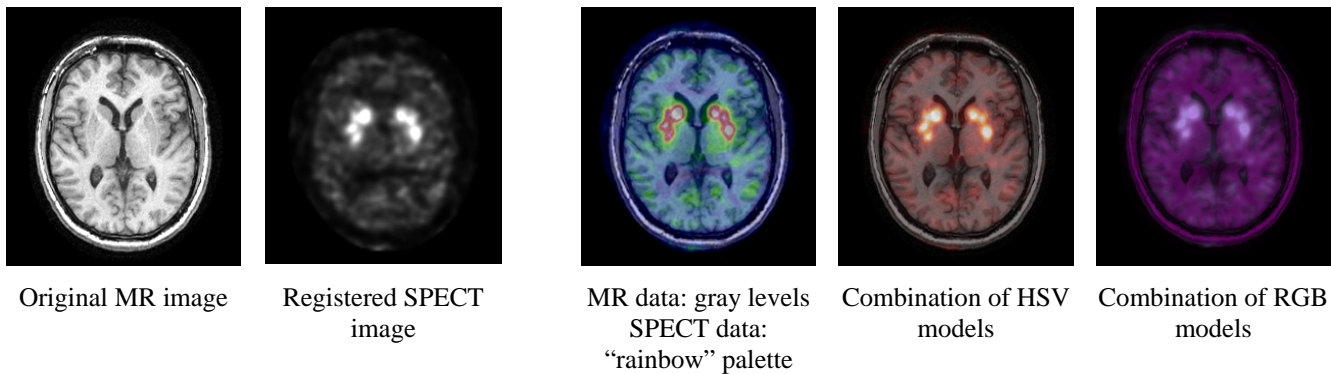 Original MR image
Registered SPECT
image
MR data: gray levels
SPECT data:
“rainbow” palette
Combination of HSV
models
Combination of RGB
models